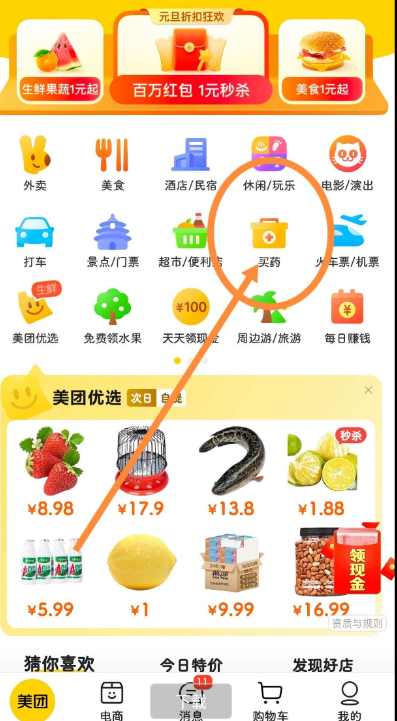 元旦折扣狂欢
生鲜果蔬1元起
百万红包 1元秒杀
美食1元起
外卖
美食
酒店/民宿
休闲/玩乐
电影/演出
打车
景点/门票
超市/便利店
买药
火车票/机票
生鲜
¥100
¥
美团优选
免费领水果
天天领现金
周边游/旅游
每日赚钱
美团优选 次日 自提
秒杀
¥8.98
¥17.9
¥13.8
¥1.88
领现金
¥5.99
¥1
¥9.99
¥16.99
资质与规则
猜你喜欢
今日特价
发现好店
11
美团
电商
下载
消息
购物车
我的